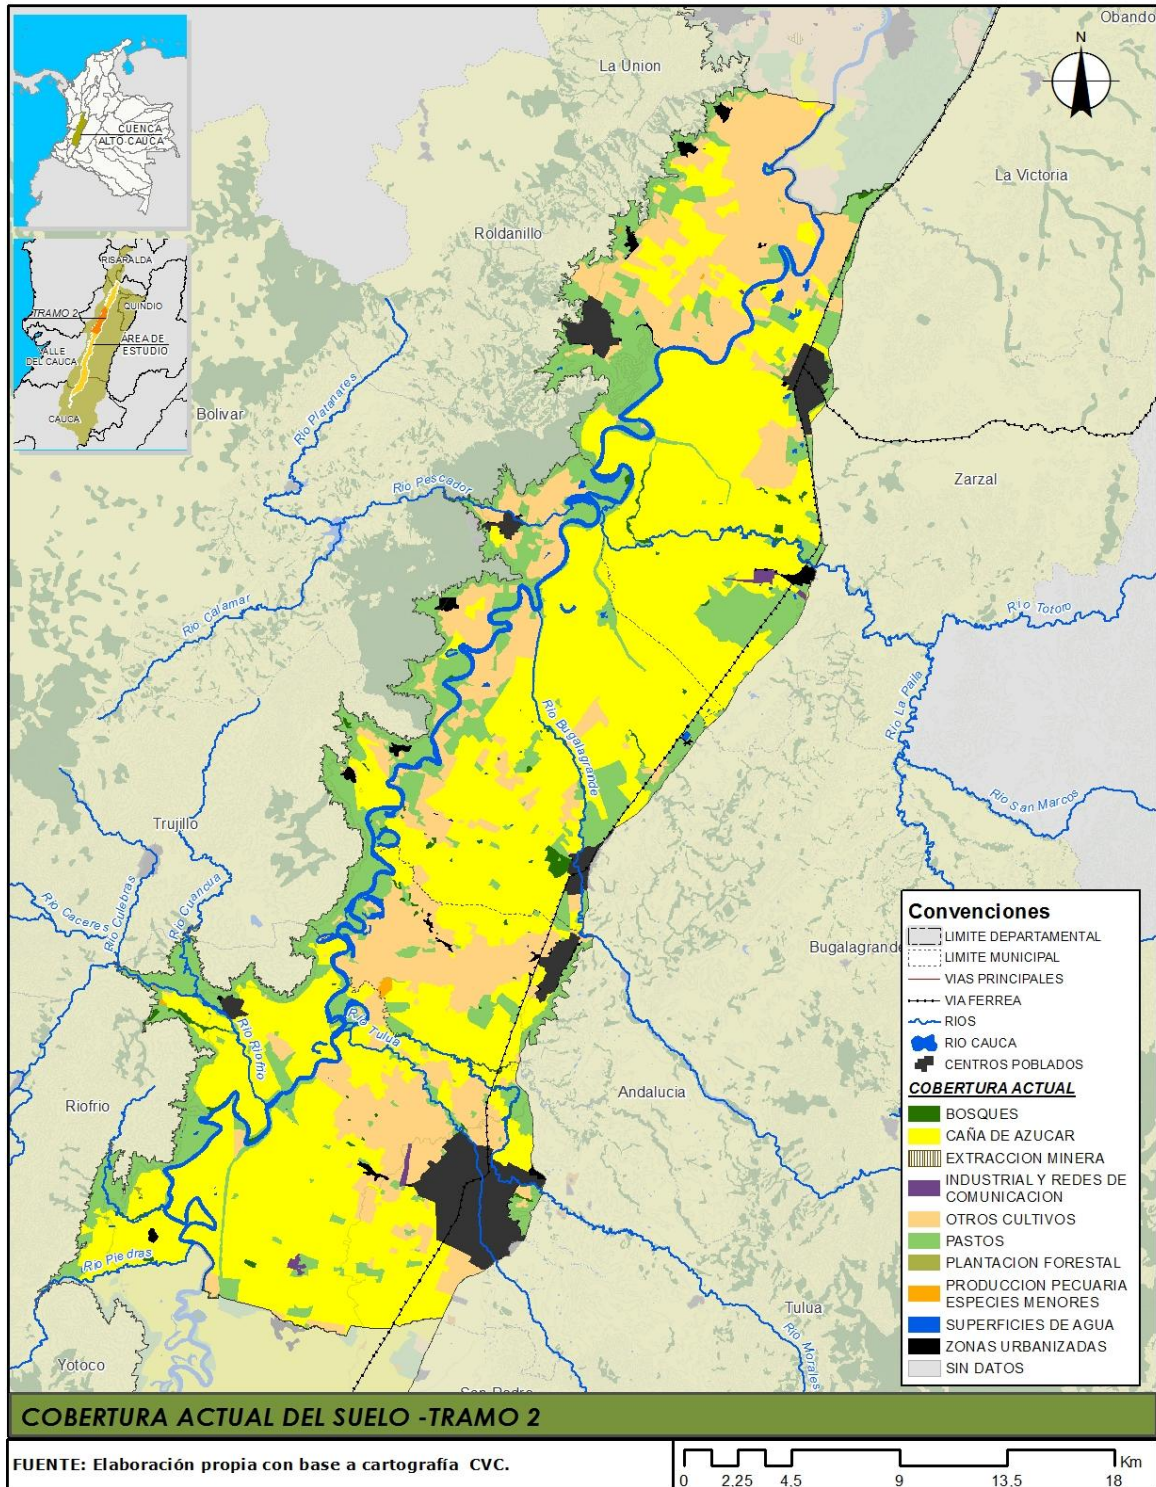 Obando
La Union
N
CUENCA
ALTO CAUCA
La Victoria
Roldanillo
RISARALDA
QUINDIO
TRAMO 2
AREA DE
ESTUDIO
VALLE
DEL CAUCA
CAUCA
Bolivar
Rio Platanares
Rio Pescador
Zarzal
Rio Calamar
Rio Totoro
Rio La Paila
Rio Bugalagrande
Rio San Marcos
Trujillo
Rio Caceres
Rio Culebras
Rio Cuancua
Bugalagrande
Rio Tulua
Rio Riofrio
Riofrio
Andalucia
Rio Piedras
Tulua
Rio Morales
Yotoco
San Pedro
Convenciones
LIMITE DEPARTAMENTAL
LIMITE MUNICIPAL
VIAS PRINCIPALES
VIA FERREA
RIOS
RIO CAUCA
CENTROS POBLADOS
COBERTURA ACTUAL
BOSQUES
CAÑA DE AZUCAR
EXTRACCION MINERA
INDUSTRIAL Y REDES DE
COMUNICACION
OTROS CULTIVOS
PASTOS
PLANTACION FORESTAL
PRODUCCION PECUARIA
ESPECIES MENORES
SUPERFICIES DE AGUA
ZONAS URBANIZADAS
SIN DATOS
COBERTURA ACTUAL DEL SUELO -TRAMO 2
FUENTE: Elaboración propia con base a cartografía CVC.
Km
0 2.25 4.5 9 13.5 18